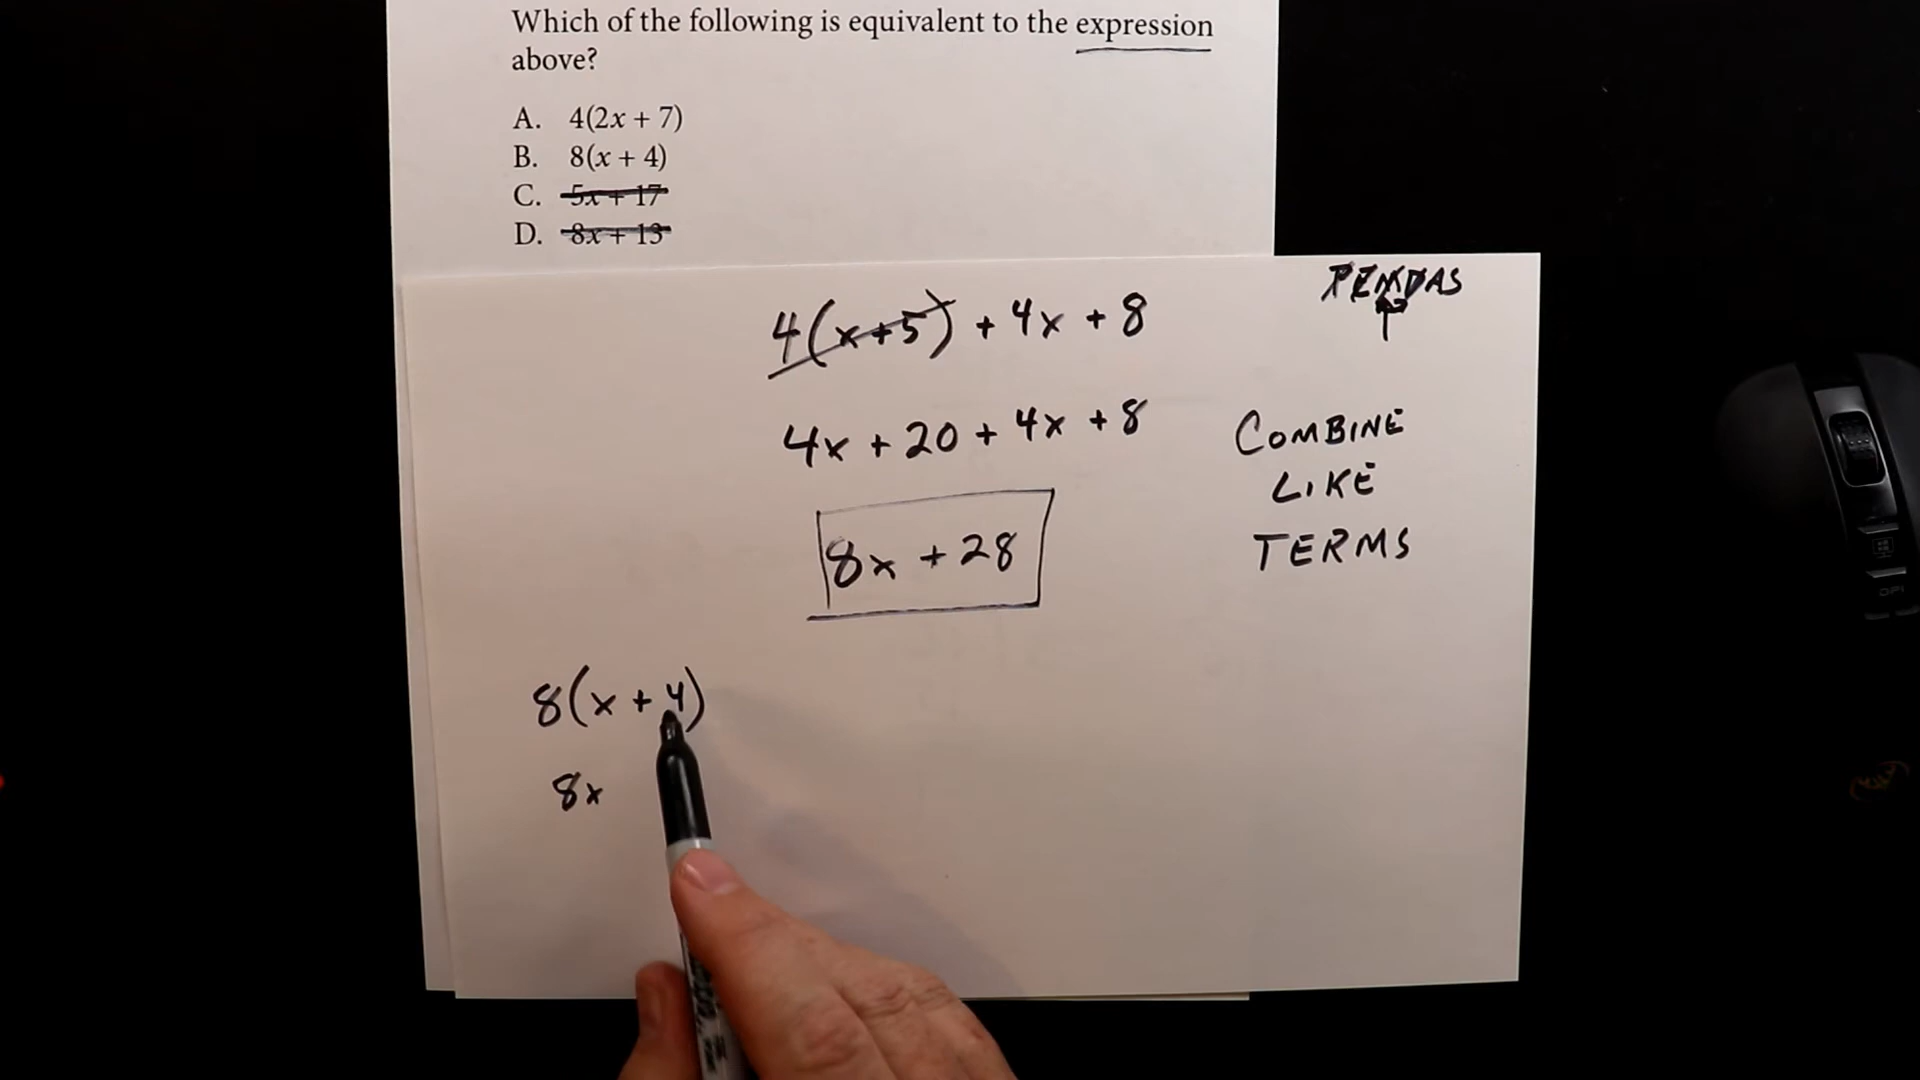 Which of the following is equivalent to the expression
above?
A. 4(2x + 7)
B. 8(x + 4)
C. 5x + 17
D. 8x + 13
PEMDAS
4(x+5) + 4x + 8
4x + 20 + 4x + 8
COMBINE
LIKE
TERMS
8x + 28
8(x + 4)
8x